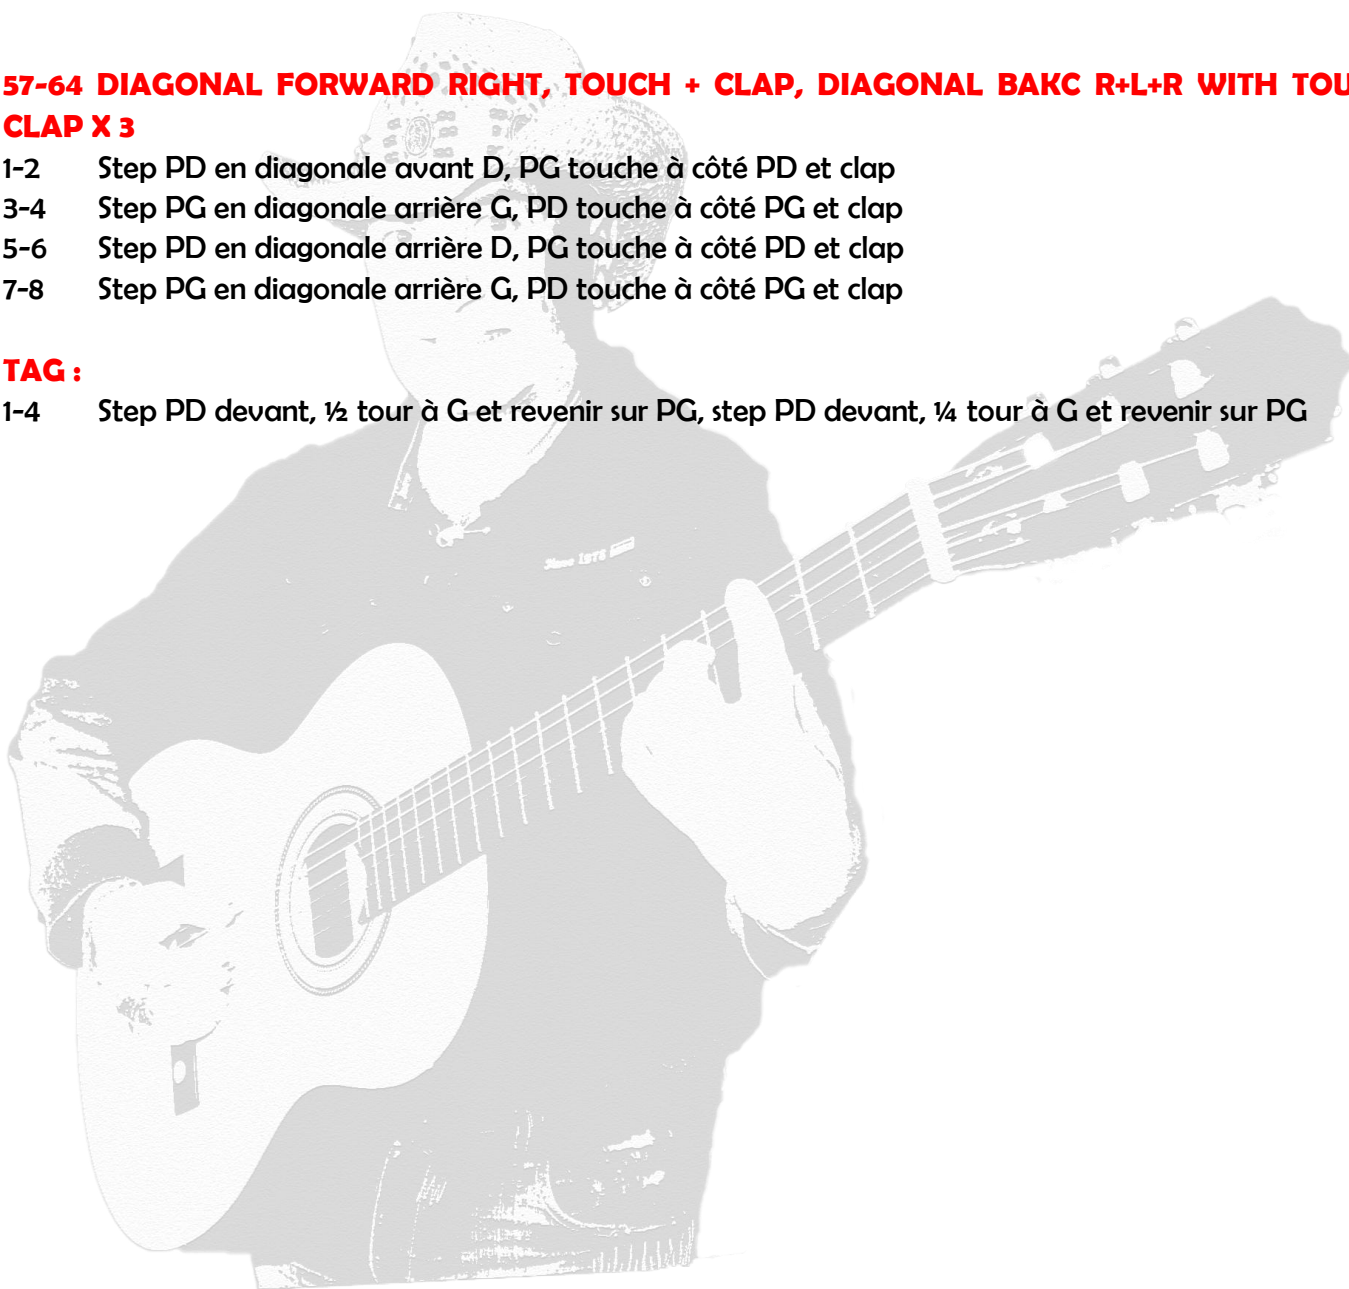 57-64 DIAGONAL FORWARD RIGHT, TOUCH + CLAP, DIAGONAL BAKC R+L+R WITH TOU
CLAP X 3
1-2 Step PD en diagonale avant D, PG touche à côté PD et clap
3-4 Step PG en diagonale arrière G, PD touche à côté PG et clap
5-6 Step PD en diagonale arrière D, PG touche à côté PD et clap
7-8 Step PG en diagonale arrière G, PD touche à côté PG et clap
TAG :
1-4 Step PD devant, ½ tour à G et revenir sur PG, step PD devant, ¼ tour à G et revenir sur PG